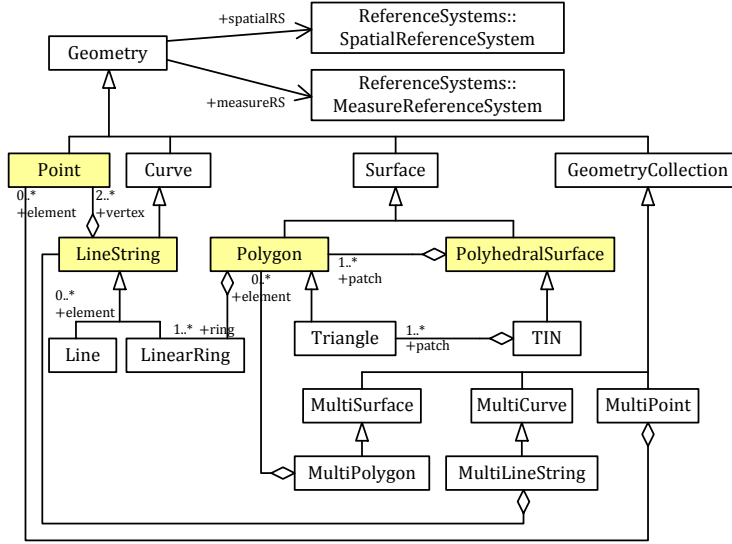 ReferenceSystems::
SpatialReferenceSystem
+spatialRS
Geometry
ReferenceSystems::
MeasureReferenceSystem
+measureRS
Point
Curve
Surface
GeometryCollection
0..*
+element
2..*
+vertex
LineString
Polygon
PolyhedralSurface
1..*
+patch
0..*
+element
0..*
+element
1..* +ring
Line
LinearRing
Triangle
1..*
+patch
TIN
MultiSurface
MultiCurve
MultiPoint
MultiPolygon
MultiLineString